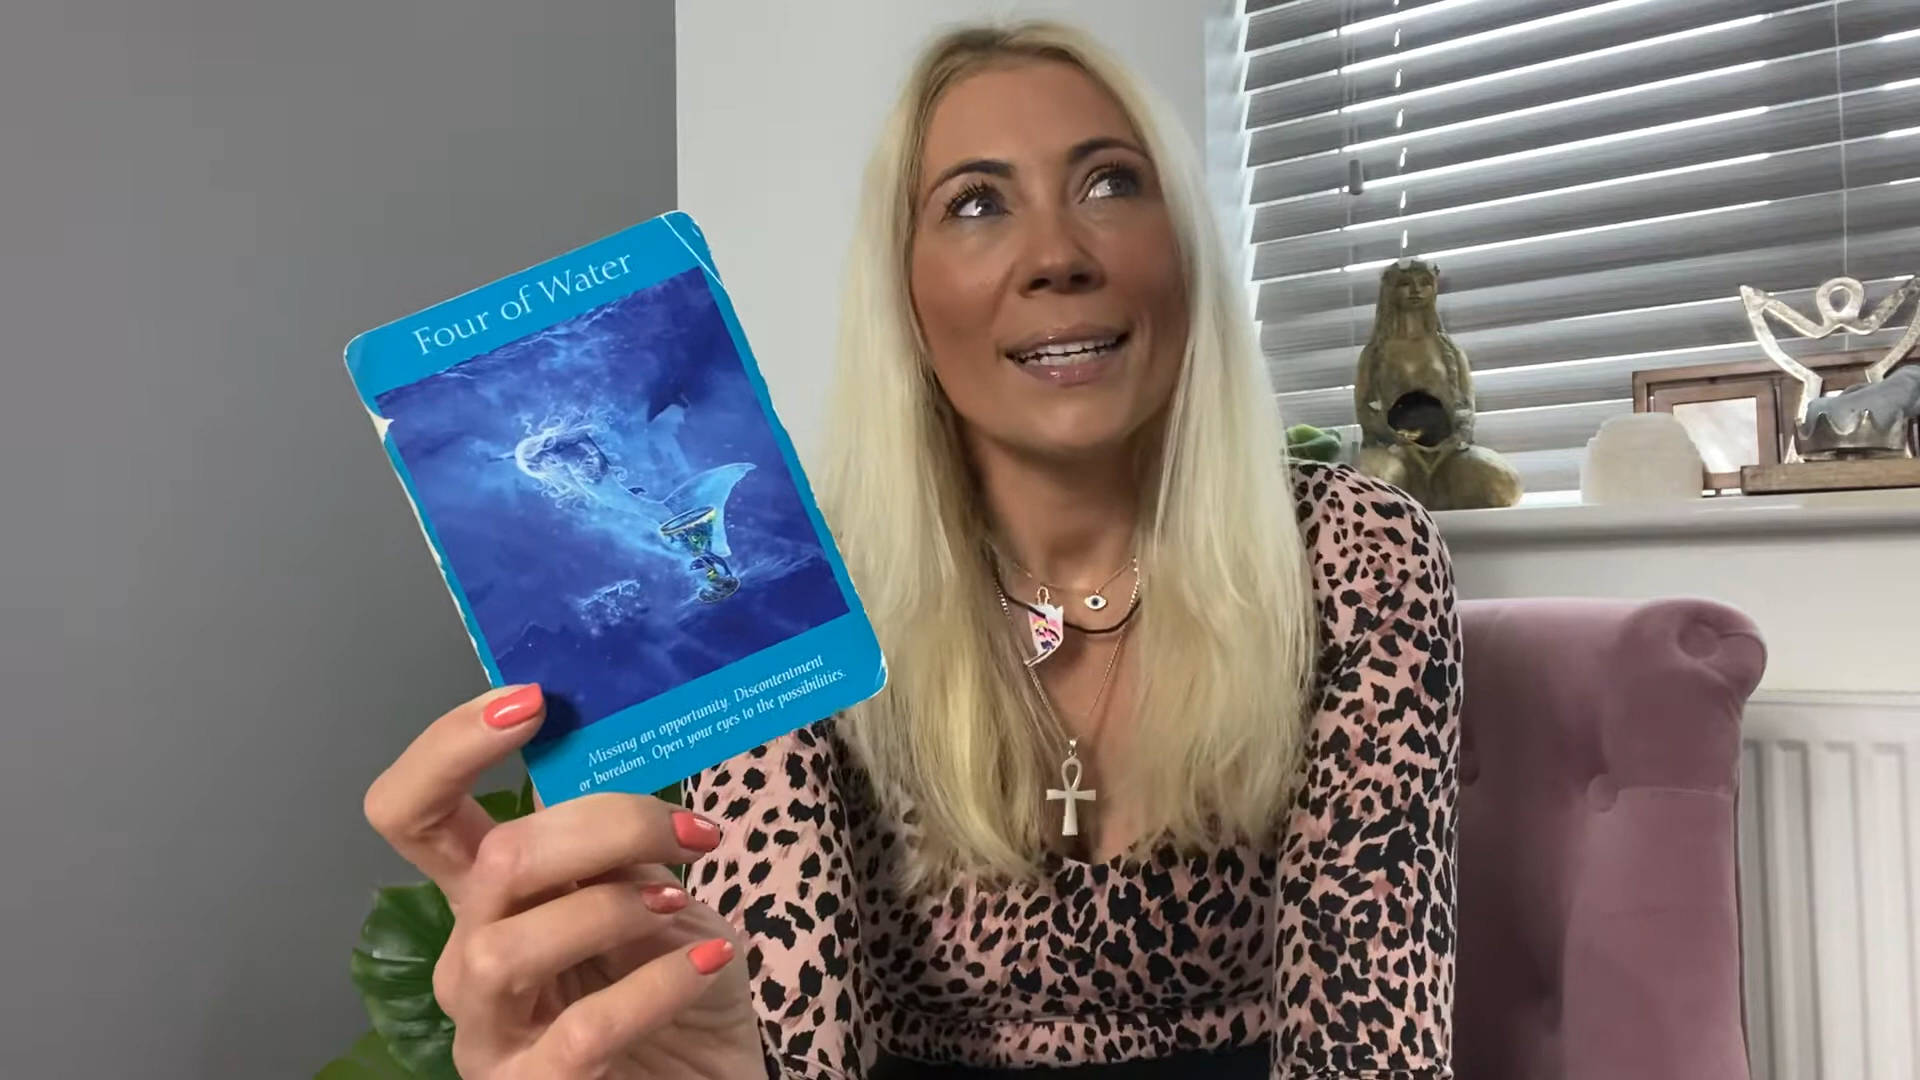 Four of Water
Missing an opportunity. Discontentment
or boredom. Open your eyes to the possibilities.